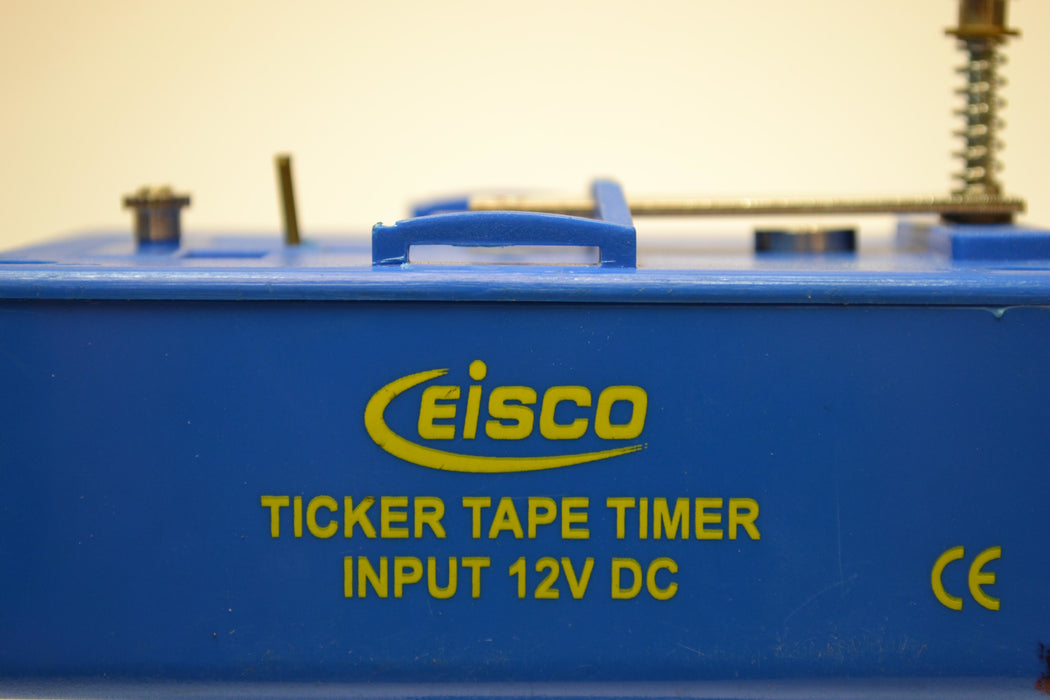 EISCO
TICKER TAPE TIMER
INPUT 12V DC
CE